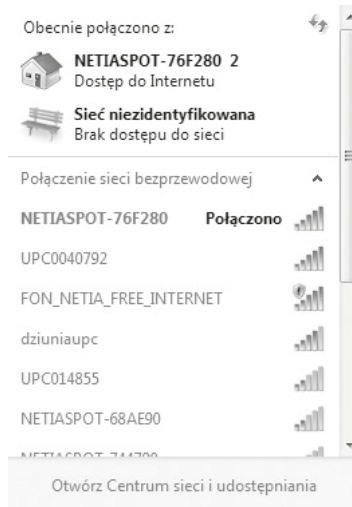 Obecnie połączono z:
NETIASPOT-76F280 2
Dostęp do Internetu
Sieć niezidentyfikowana
Brak dostępu do sieci
Połączenie sieci bezprzewodowej
NETIASPOT-76F280 Połączono
UPC0040792
FON_NETIA_FREE_INTERNET
dziuniaupc
UPC014855
NETIASPOT-68AE90
Otwórz Centrum sieci i udostępniania